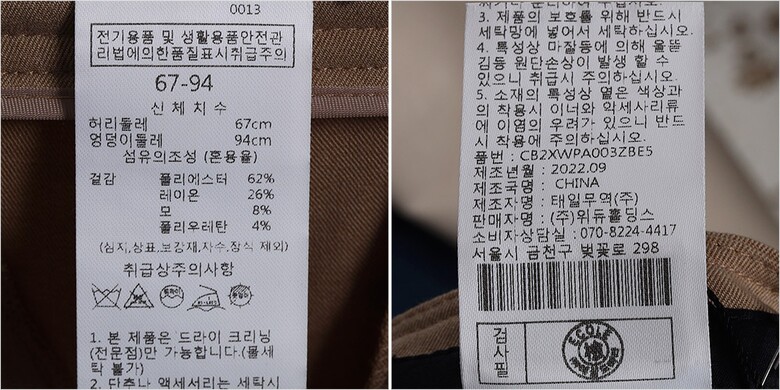 0013
전기용품 및 생활용품안전관
리법에의한품질표시취급주의
67-94
신 체 치 수
허리둘레 67cm
엉덩이둘레 94cm
섬유의조성 (혼용율)
겉감 폴리에스터 62%
레이온 26%
모 8%
폴리우레탄 4%
(심지,상표,보강재,자수,장식 제외)
취급상주의사항
드라이
1. 본 제품은 드라이 크리닝
(전문점)만 가능합니다.(물세
탁 불가)
2. 단추나 액세서리는 세탁시
3. 제품의 보호를 위해 반드시
세탁망에 넣어서 세탁하십시오.
4. 특성상 마찰등에 의해 올뜯
김등 원단손상이 발생 할 수
있으니 취급시 주의하십시오.
5. 소재의 특성상 옅은 색상과
의 착용시 이너와 악세사리류
에 이염의 우려가 있으니 반드
시 착용에 주의하십시오.
품번 : CB2XWPA003ZBE5
제조년월 : 2022.09
제조국명 : CHINA
제조자명 : 태일무역(주)
판매자명 : (주)위듀홀딩스
소비자상담실 : 070-8224-4417
서울시 금천구 벚꽃로 298
검사필
ECOLE